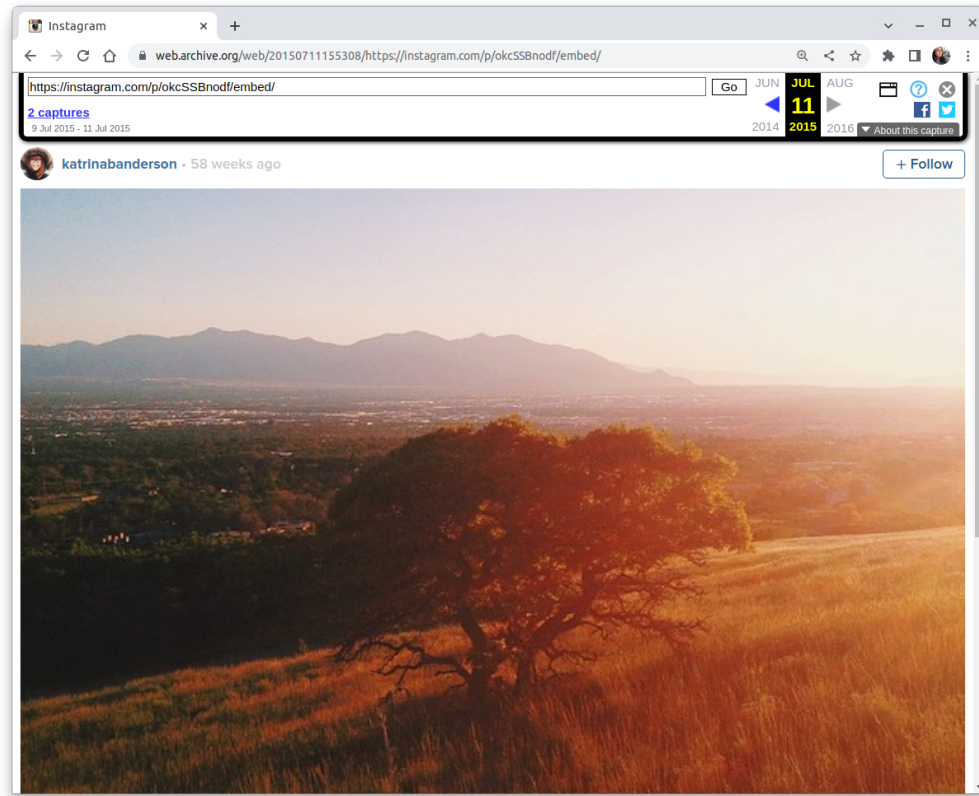 Instagram
web.archive.org/web/20150711155308/https://instagram.com/p/okcSSBnodf/embed/
https://instagram.com/p/okcSSBnodf/embed/ Go JUN JUL AUG
2 captures 11
9 Jul 2015 - 11 Jul 2015 2014 2015 2016 About this capture
katrinabanderson • 58 weeks ago + Follow